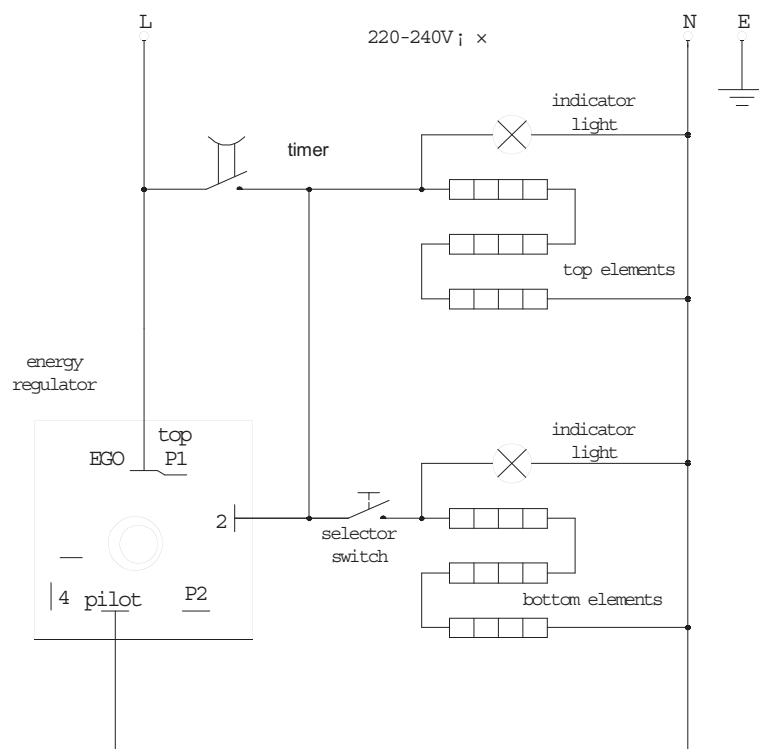 L
220-240V¡ ×
N
E
indicator
light
timer
top elements
energy
regulator
top
EGO P1
indicator
light
2
selector
switch
4 pilot
P2
bottom elements